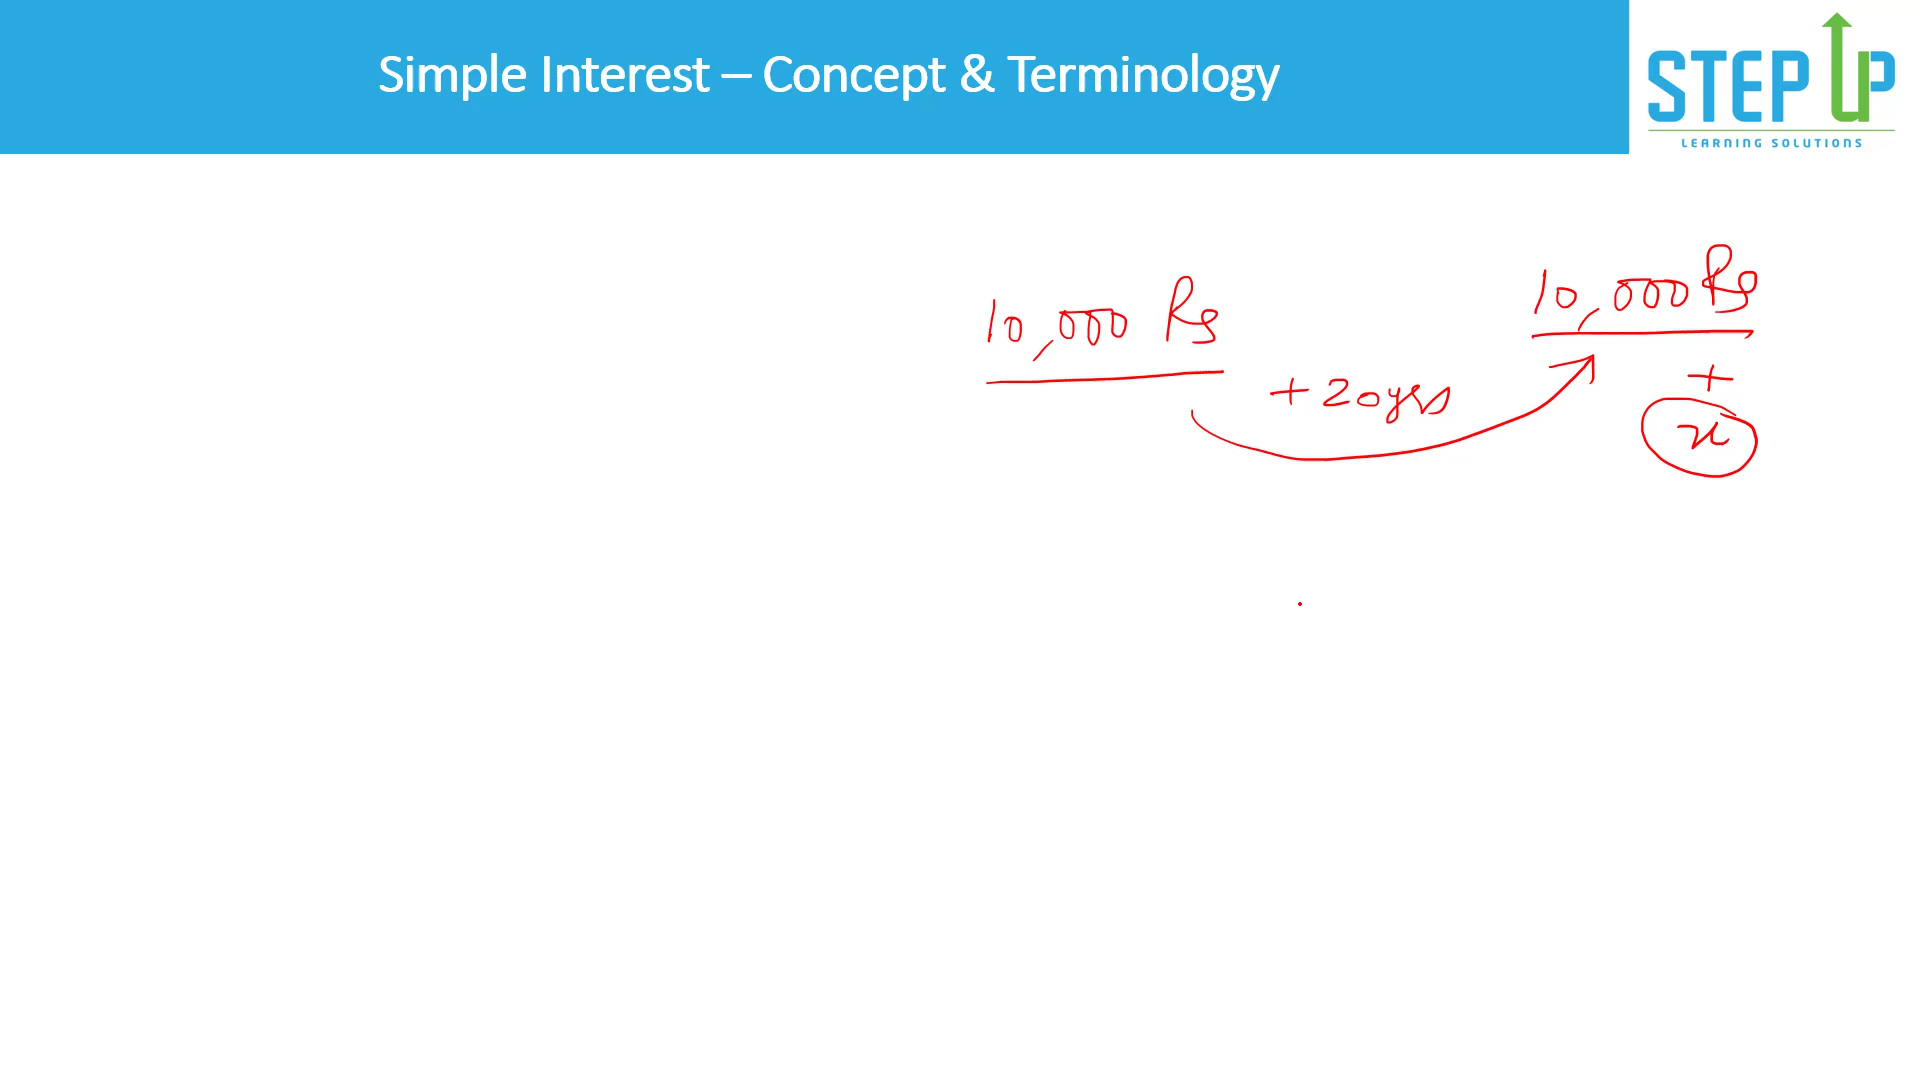 Simple Interest – Concept & Terminology
STEP UP
LEARNING SOLUTIONS
10,000 Rs
+20yrs
10,000 Rs
+
x